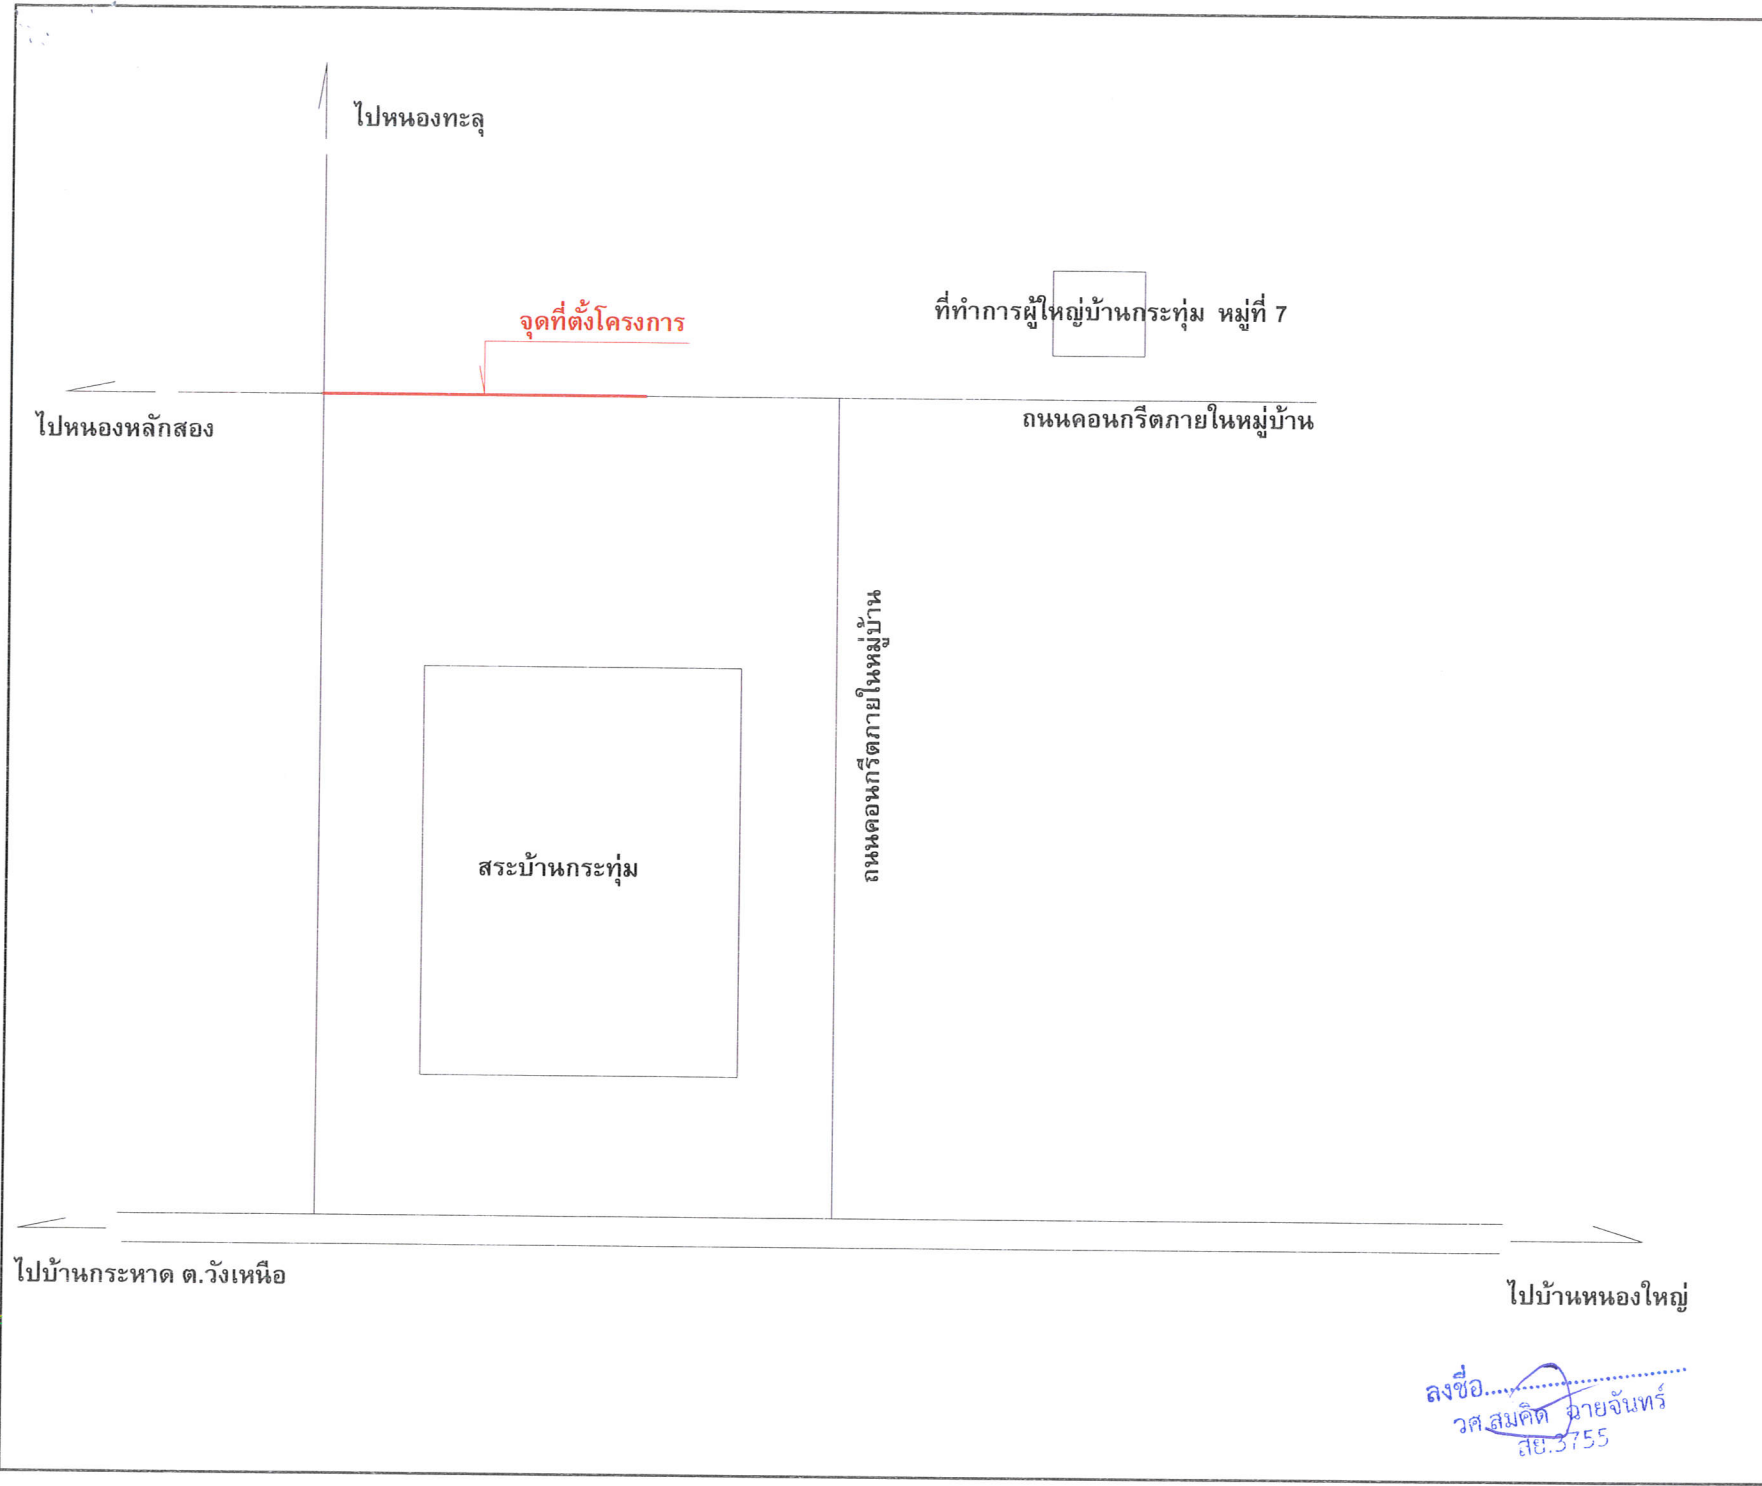 ไปหนองทะลุ
จุดที่ตั้งโครงการ
ที่ทำการผู้ใหญ่บ้านกระทุ่ม หมู่ที่ 7
ไปหนองหลักสอง
ถนนคอนกรีตภายในหมู่บ้าน
ถนนคอนกรีตภายในหมู่บ้าน
สระบ้านกระทุ่ม
ไปบ้านกระหาด ต.วังเหนือ
ไปบ้านหนองใหญ่
ลงชื่อ
วศ.สมคิด ฉายจันทร์
สย.3755